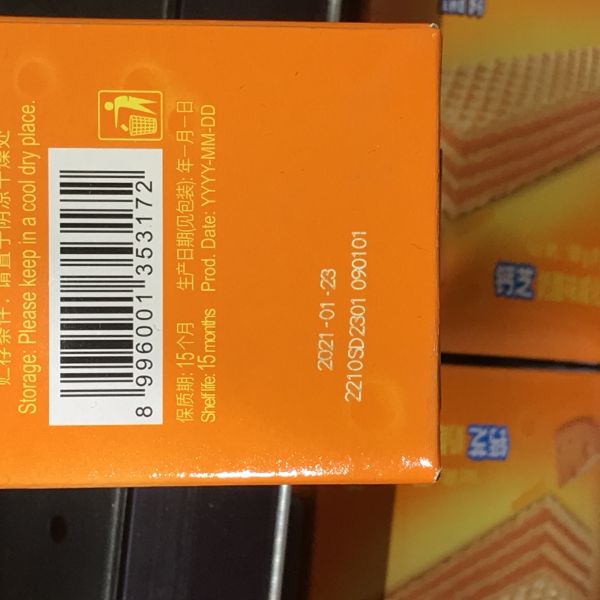 贮存条件：请置于阴凉干燥处
Storage: Please keep in a cool dry place.
8 996001 353172
保质期: 15个月 生产日期(见包装): 年—月—日
Shelf life: 15 months Prod. Date: YYYY-MM-DD
2021-01-23
2210SD2301 090101